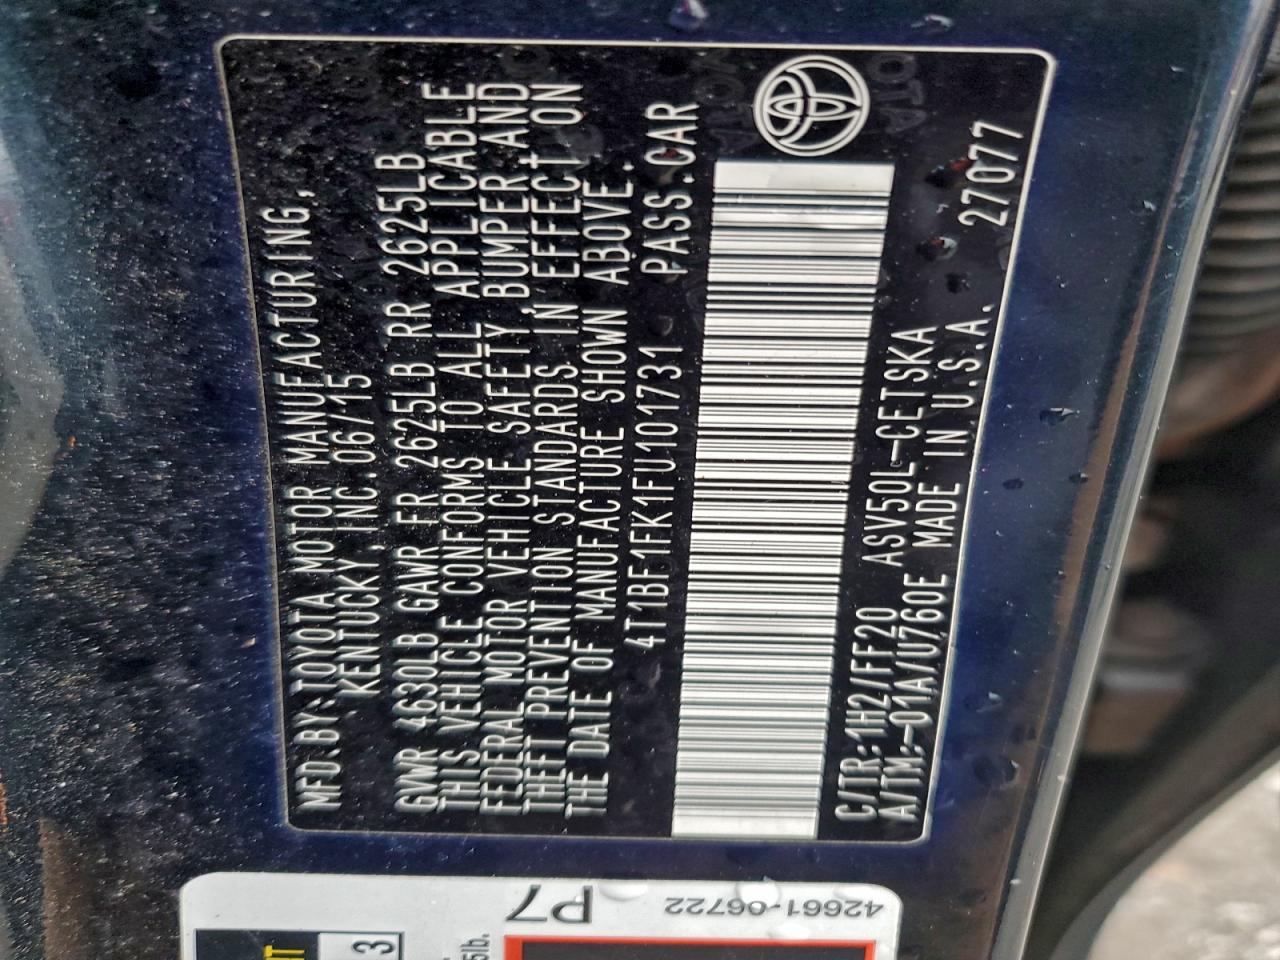 MFD.BY:TOYOTA MOTOR MANUFACTURING,
KENTUCKY, INC.06/15
GVWR 4630LB GAWR FR 2625LB RR 2625LB
THIS VEHICLE CONFORMS TO ALL APPLICABLE
FEDERAL MOTOR VEHICLE SAFETY, BUMPER, AND
THEFT PREVENTION STANDARDS IN EFFECT ON
THE DATE OF MANUFACTURE SHOWN ABOVE.
4T1BF1FK1FU101731 PASS.CAR
C/TR:1H2/FF20 ASV50L-CETSKA
A/TM:-01A/U760E MADE IN U.S.A.
27077
P7
42661-06722
3
5lb.